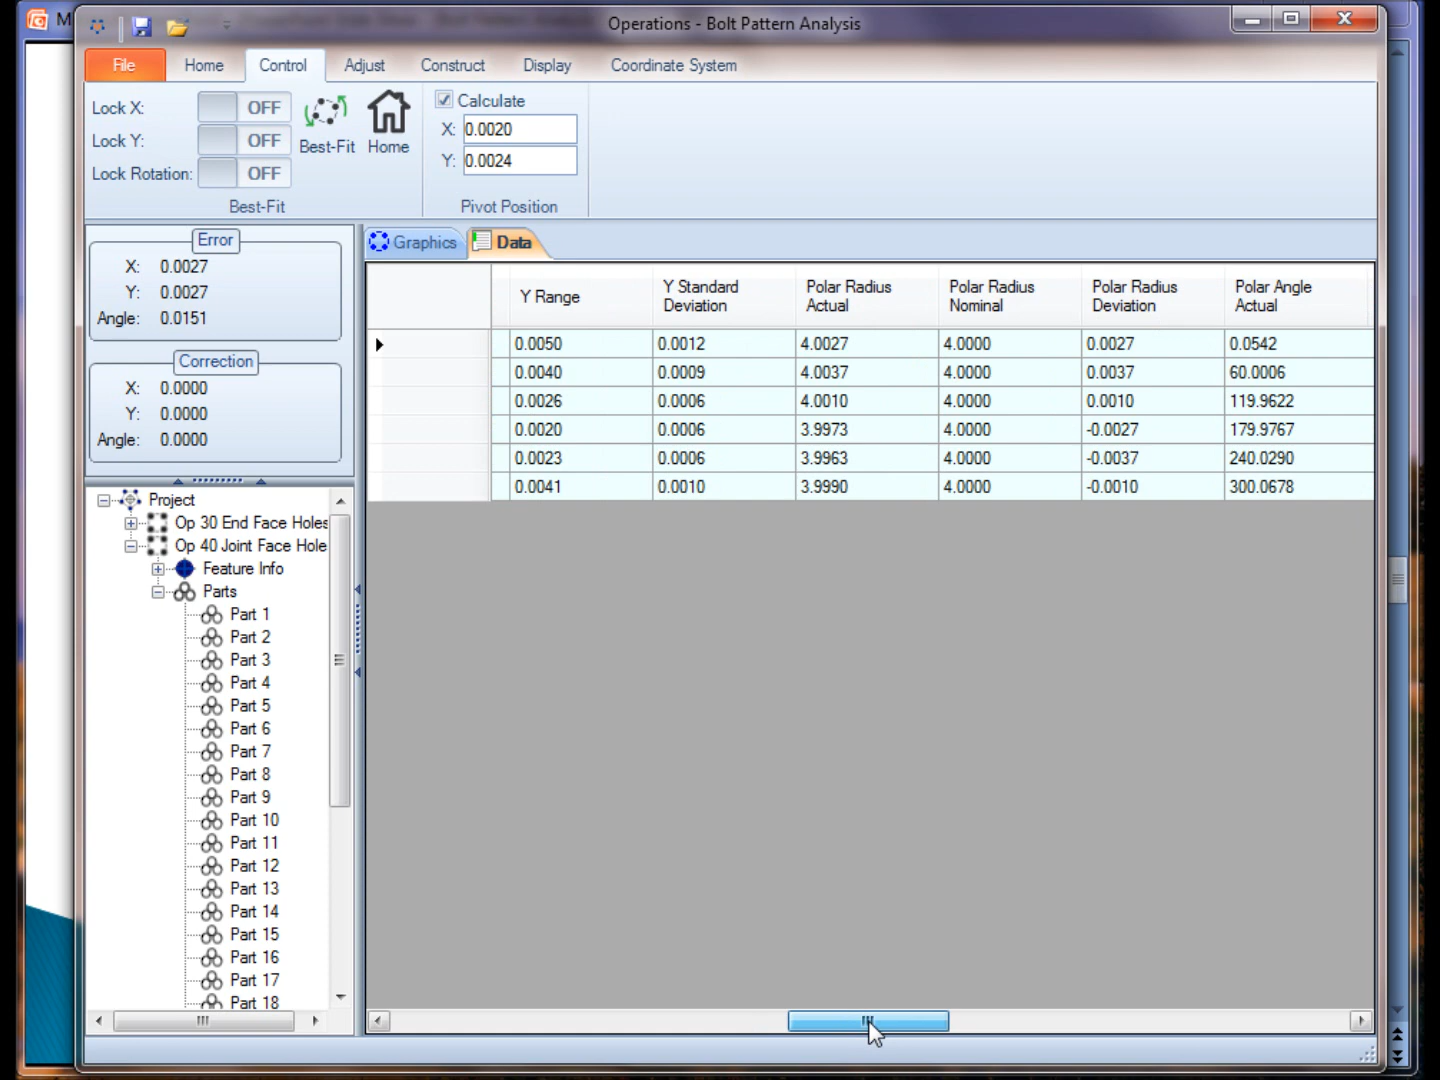 M
Operations - Bolt Pattern Analysis
File Home Control Adjust Construct Display Coordinate System
Lock X: OFF
Lock Y: OFF
Lock Rotation: OFF
Best-Fit Home
Best-Fit
Calculate
X: 0.0020
Y: 0.0024
Pivot Position
Error
X: 0.0027
Y: 0.0027
Angle: 0.0151
Correction
X: 0.0000
Y: 0.0000
Angle: 0.0000
Project
Op 30 End Face Holes
Op 40 Joint Face Hole
Feature Info
Parts
Part 1
Part 2
Part 3
Part 4
Part 5
Part 6
Part 7
Part 8
Part 9
Part 10
Part 11
Part 12
Part 13
Part 14
Part 15
Part 16
Part 17
Part 18
Graphics Data
Y Range Y Standard Deviation Polar Radius Actual Polar Radius Nominal Polar Radius Deviation Polar Angle Actual
0.0050 0.0012 4.0027 4.0000 0.0027 0.0542
0.0040 0.0009 4.0037 4.0000 0.0037 60.0006
0.0026 0.0006 4.0010 4.0000 0.0010 119.9622
0.0020 0.0006 3.9973 4.0000 -0.0027 179.9767
0.0023 0.0006 3.9963 4.0000 -0.0037 240.0290
0.0041 0.0010 3.9990 4.0000 -0.0010 300.0678